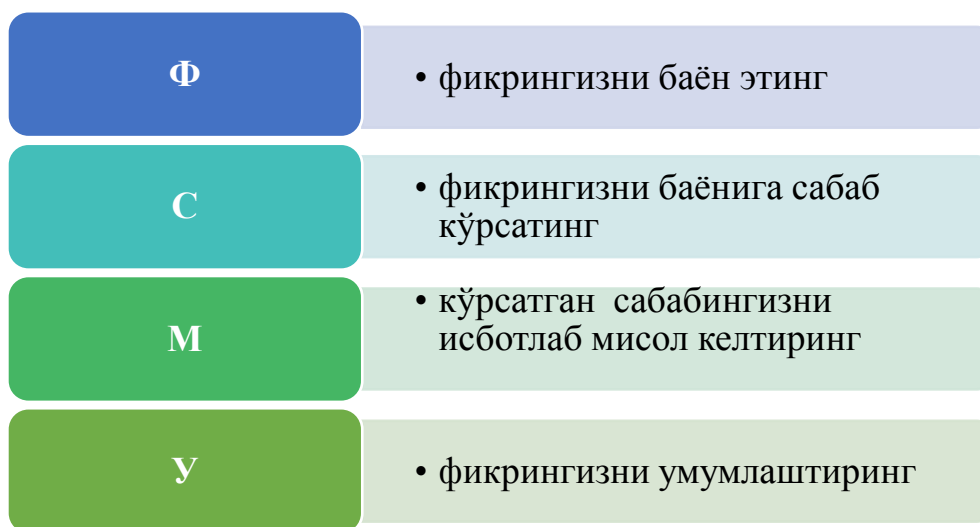 Ф
• фикрингизни баён этинг
С
• фикрингизни баёнига сабаб
кўрсатинг
М
• кўрсатган сабабингизни
исботлаб мисол келтиринг
У
• фикрингизни умумлаштиринг